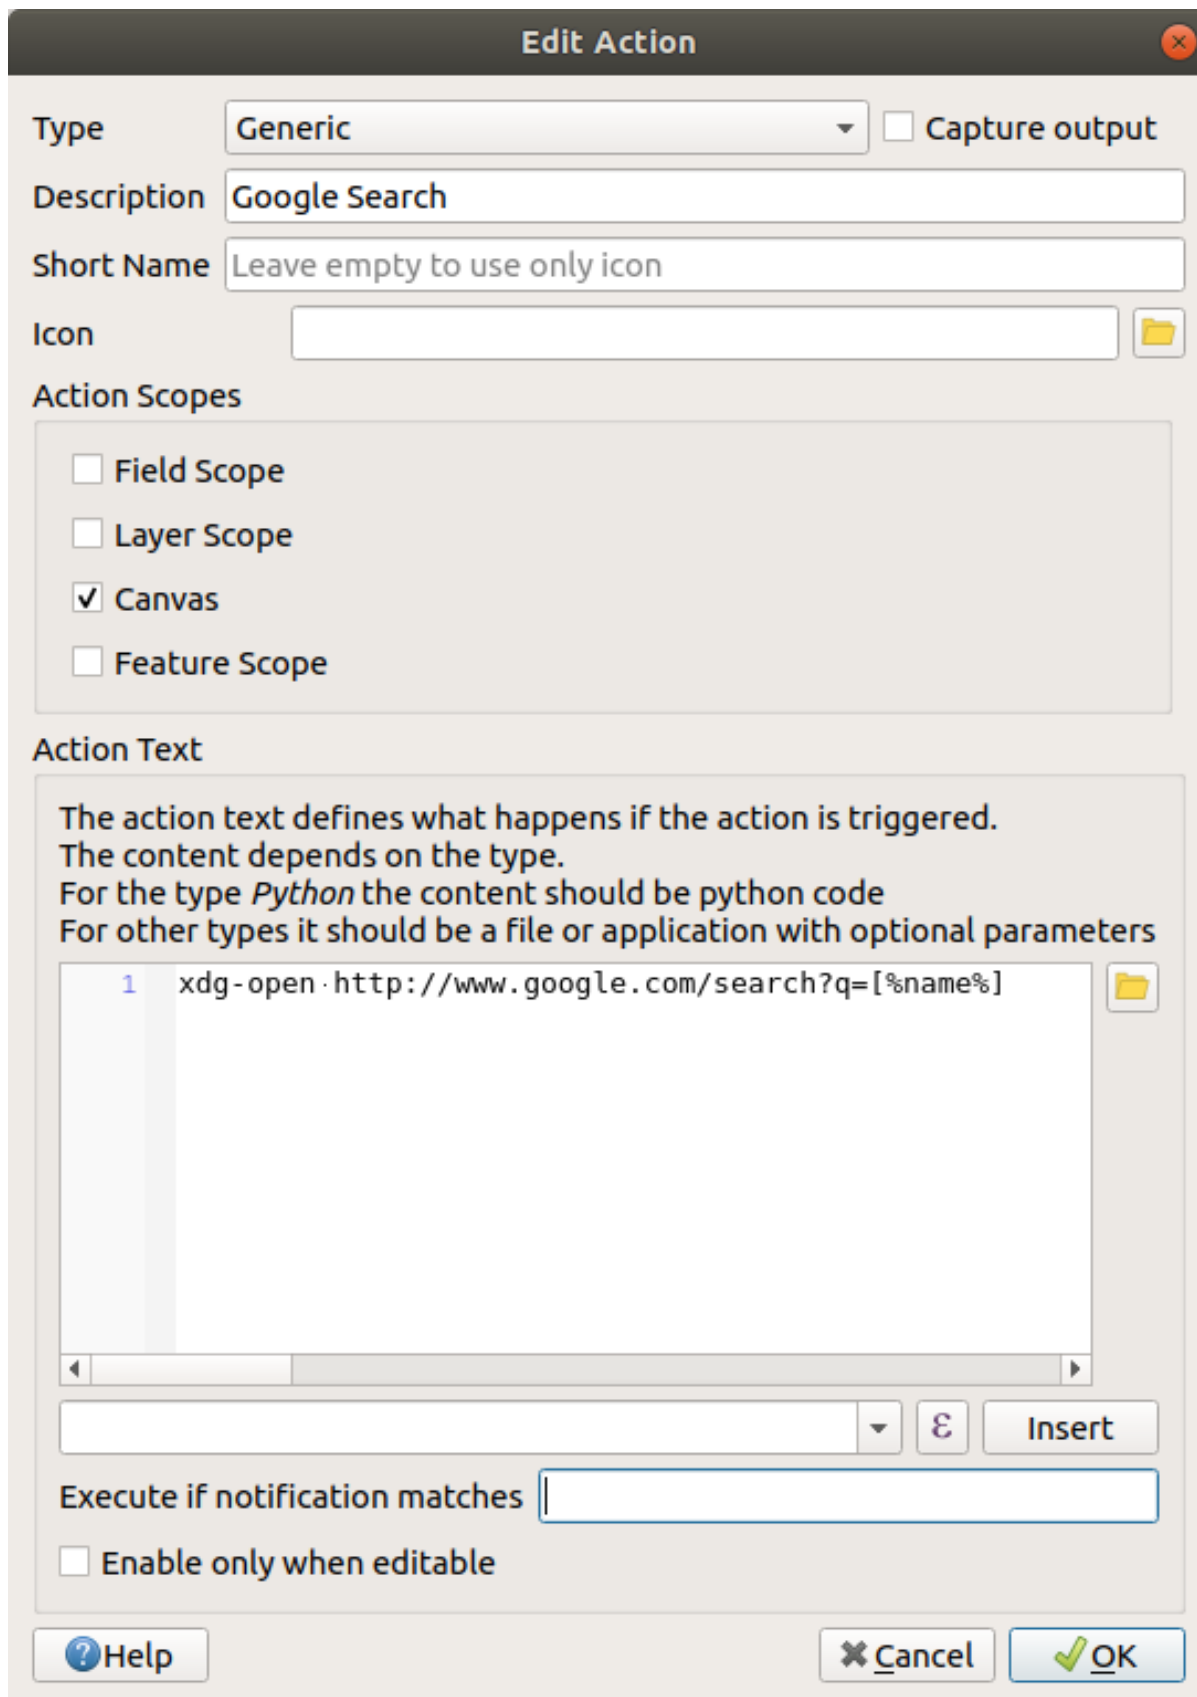 Edit Action
Type Generic Capture output
Description Google Search
Short Name Leave empty to use only icon
Icon
Action Scopes
Field Scope
Layer Scope
Canvas
Feature Scope
Action Text
The action text defines what happens if the action is triggered.
The content depends on the type.
For the type Python the content should be python code
For other types it should be a file or application with optional parameters
1 xdg-open·http://www.google.com/search?q=[%name%]
ε Insert
Execute if notification matches
Enable only when editable
?Help Cancel OK